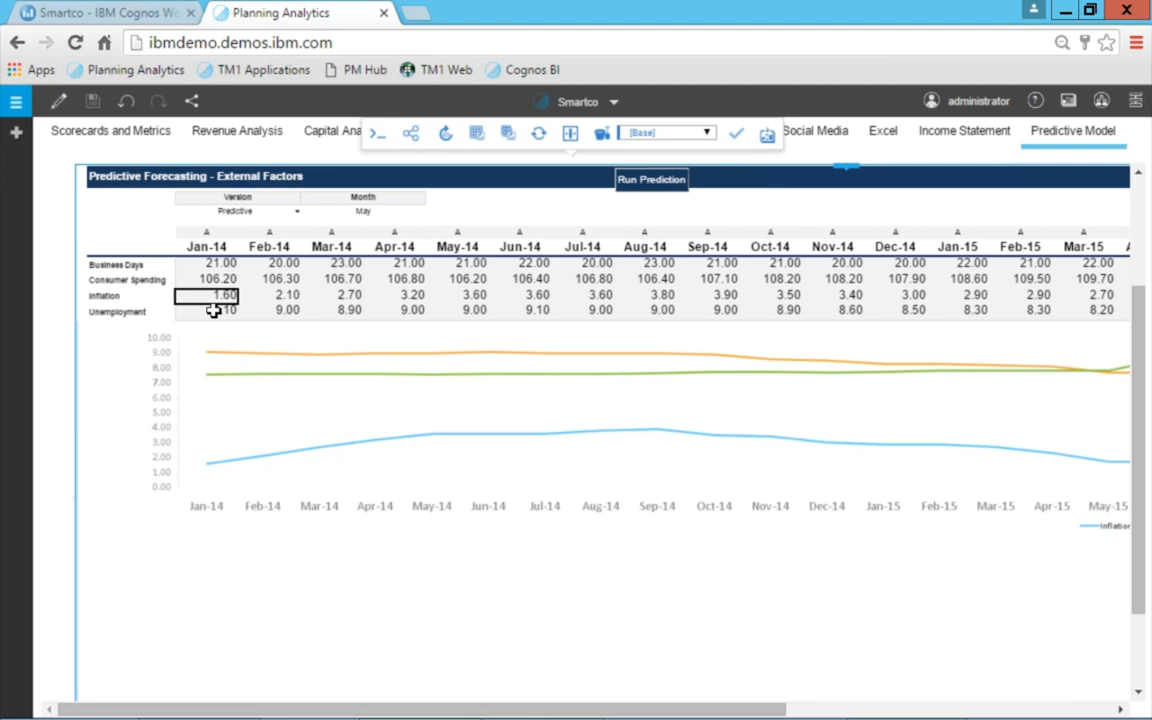 Smartco - IBM Cognos Wo
Planning Analytics
ibmdemo.demos.ibm.com
Apps Planning Analytics TM1 Applications PM Hub TM1 Web Cognos BI
Smartco administrator
Scorecards and Metrics Revenue Analysis Capital Ana [Base] Social Media Excel Income Statement Predictive Model
Predictive Forecasting - External Factors Run Prediction
Version Month
Predictive May
A A A A A A A A A A A A A A A
Jan-14 Feb-14 Mar-14 Apr-14 May-14 Jun-14 Jul-14 Aug-14 Sep-14 Oct-14 Nov-14 Dec-14 Jan-15 Feb-15 Mar-15 A
Business Days 21.00 20.00 23.00 21.00 21.00 22.00 20.00 23.00 21.00 21.00 20.00 20.00 22.00 21.00 22.00
Consumer Spending 106.20 106.30 106.70 106.80 106.20 106.40 106.80 106.40 107.10 108.20 108.20 107.90 108.60 109.50 109.70
Inflation 1.60 2.10 2.70 3.20 3.60 3.60 3.60 3.80 3.90 3.50 3.40 3.00 2.90 2.90 2.70
Unemployment 10 9.00 8.90 9.00 9.00 9.10 9.00 9.00 9.00 8.90 8.60 8.50 8.30 8.30 8.20
10.00
9.00
8.00
7.00
6.00
5.00
4.00
3.00
2.00
1.00
0.00
Jan-14 Feb-14 Mar-14 Apr-14 May-14 Jun-14 Jul-14 Aug-14 Sep-14 Oct-14 Nov-14 Dec-14 Jan-15 Feb-15 Mar-15 Apr-15 May-15
Inflation